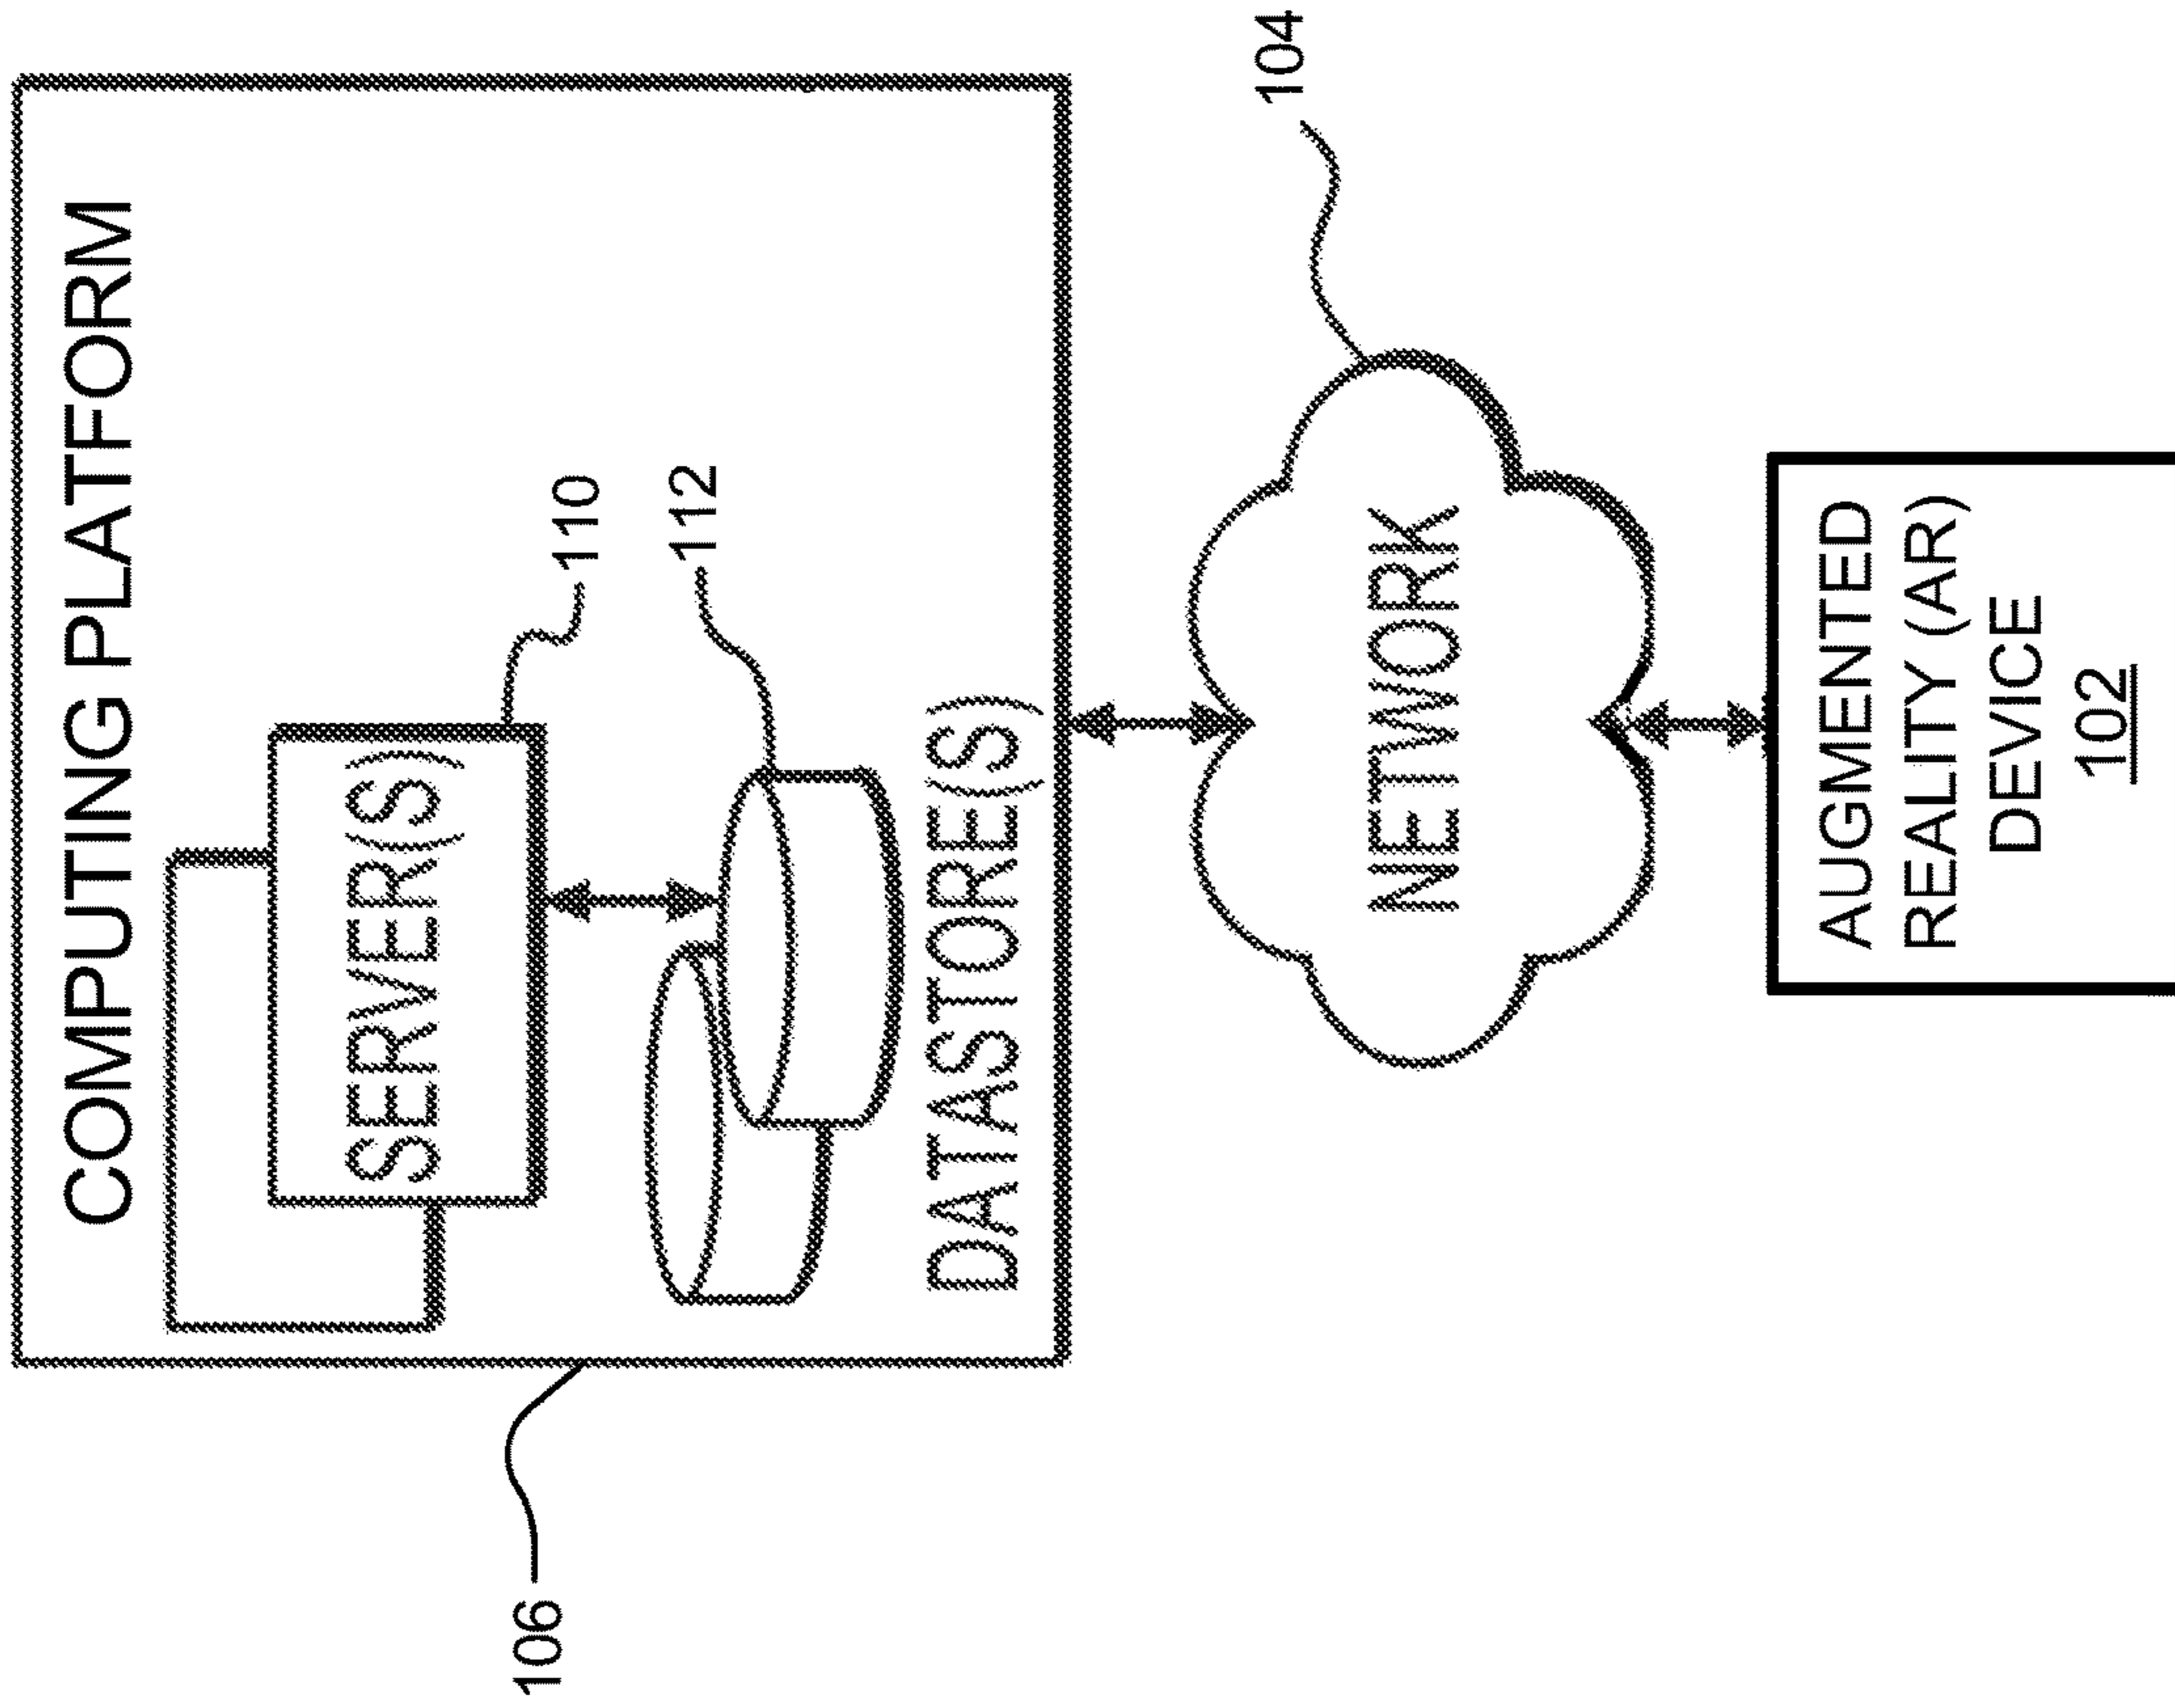 COMPUTING PLATFORM
SERVER(S)
110
112
DATASTORE(S)
106
104
NETWORK
AUGMENTED
REALITY (AR)
DEVICE
102